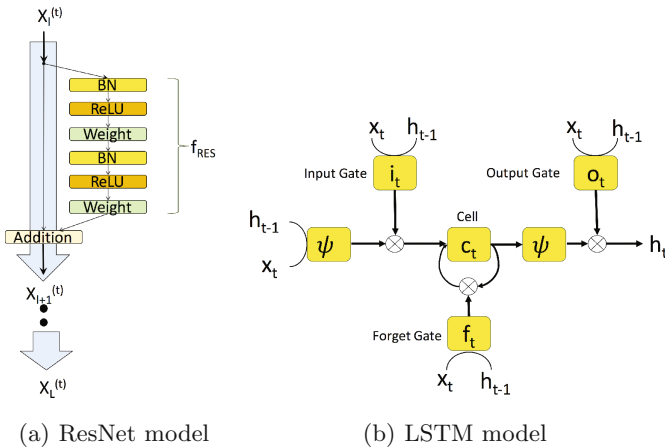 X_l^(t)
BN
ReLU
Weight
BN
ReLU
Weight
f_RES
Addition
X_l+1^(t)
X_L^(t)
(a) ResNet model
x_t h_t-1
Input Gate i_t
x_t h_t-1
Output Gate o_t
h_t-1
x_t
ψ
Cell
c_t
ψ
h_t
Forget Gate f_t
x_t h_t-1
(b) LSTM model